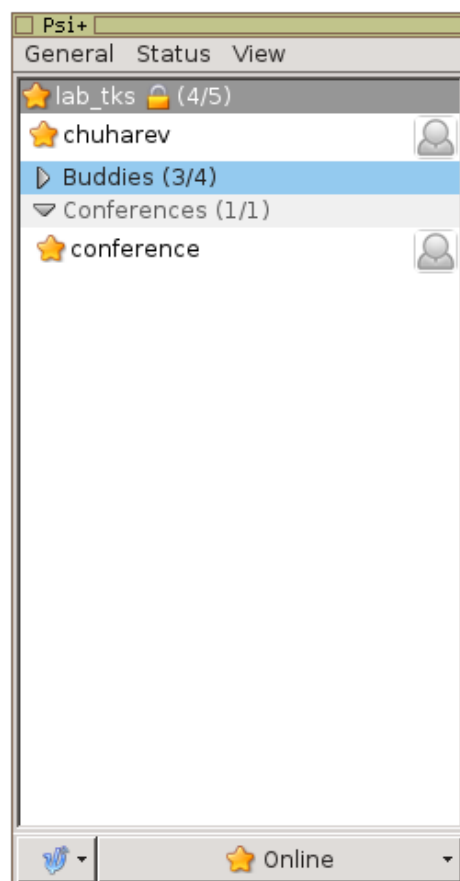 Psi+
General Status View
lab_tks (4/5)
chuharev
Buddies (3/4)
Conferences (1/1)
conference
Online